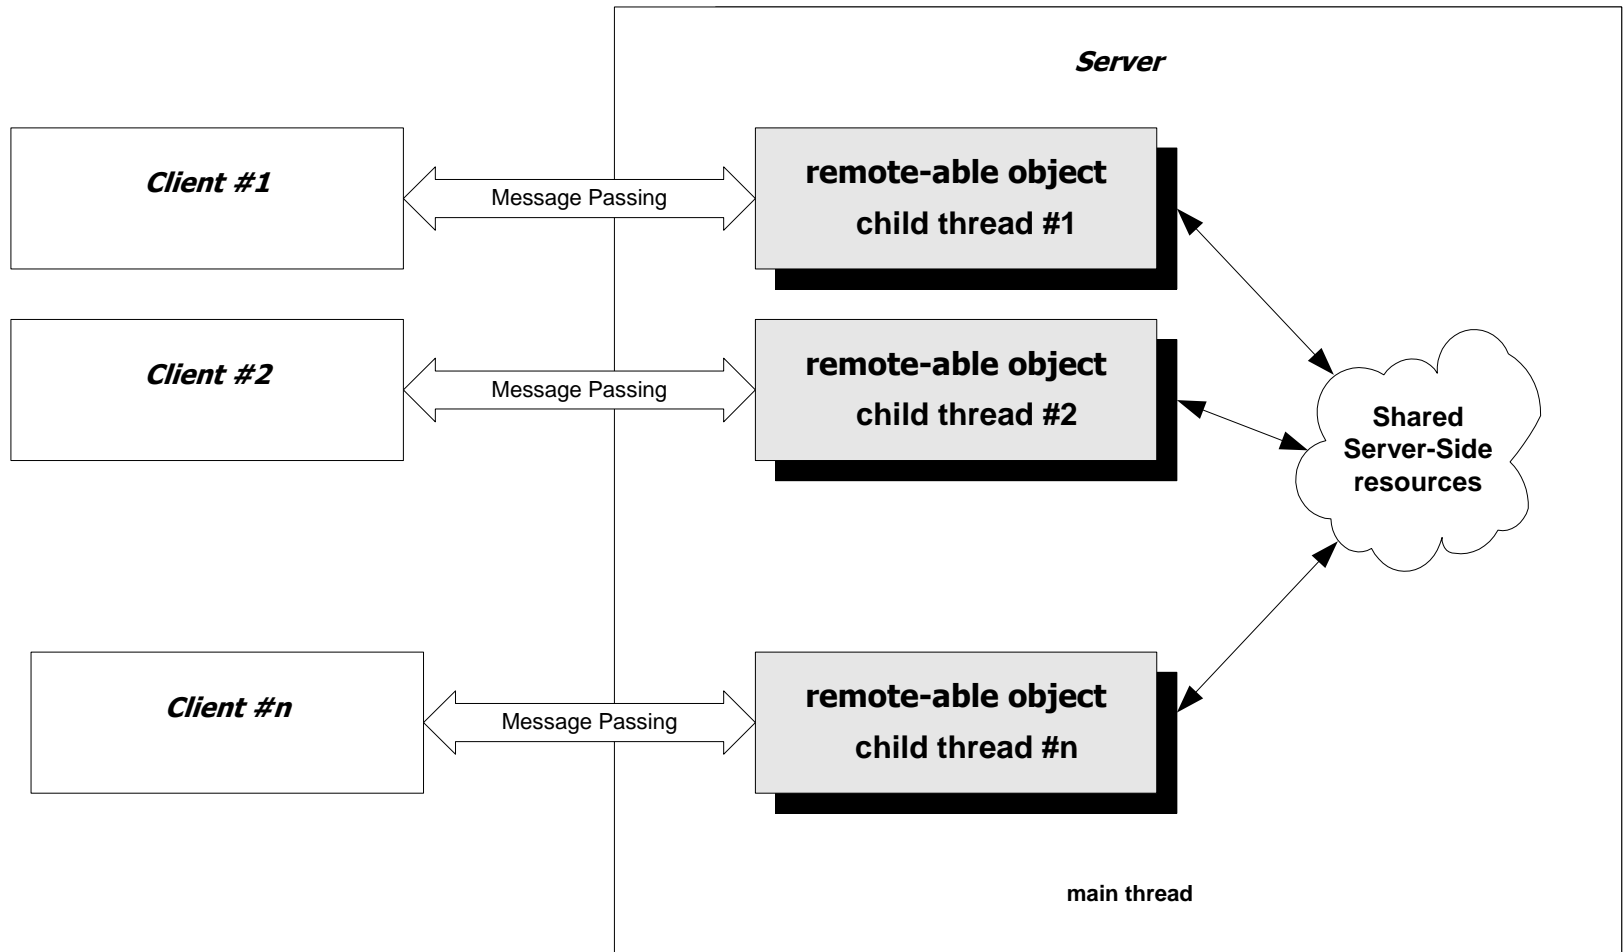 Server
Client #1
Message Passing
remote-able object
child thread #1
Client #2
Message Passing
remote-able object
child thread #2
Shared
Server-Side
resources
Client #n
Message Passing
remote-able object
child thread #n
main thread